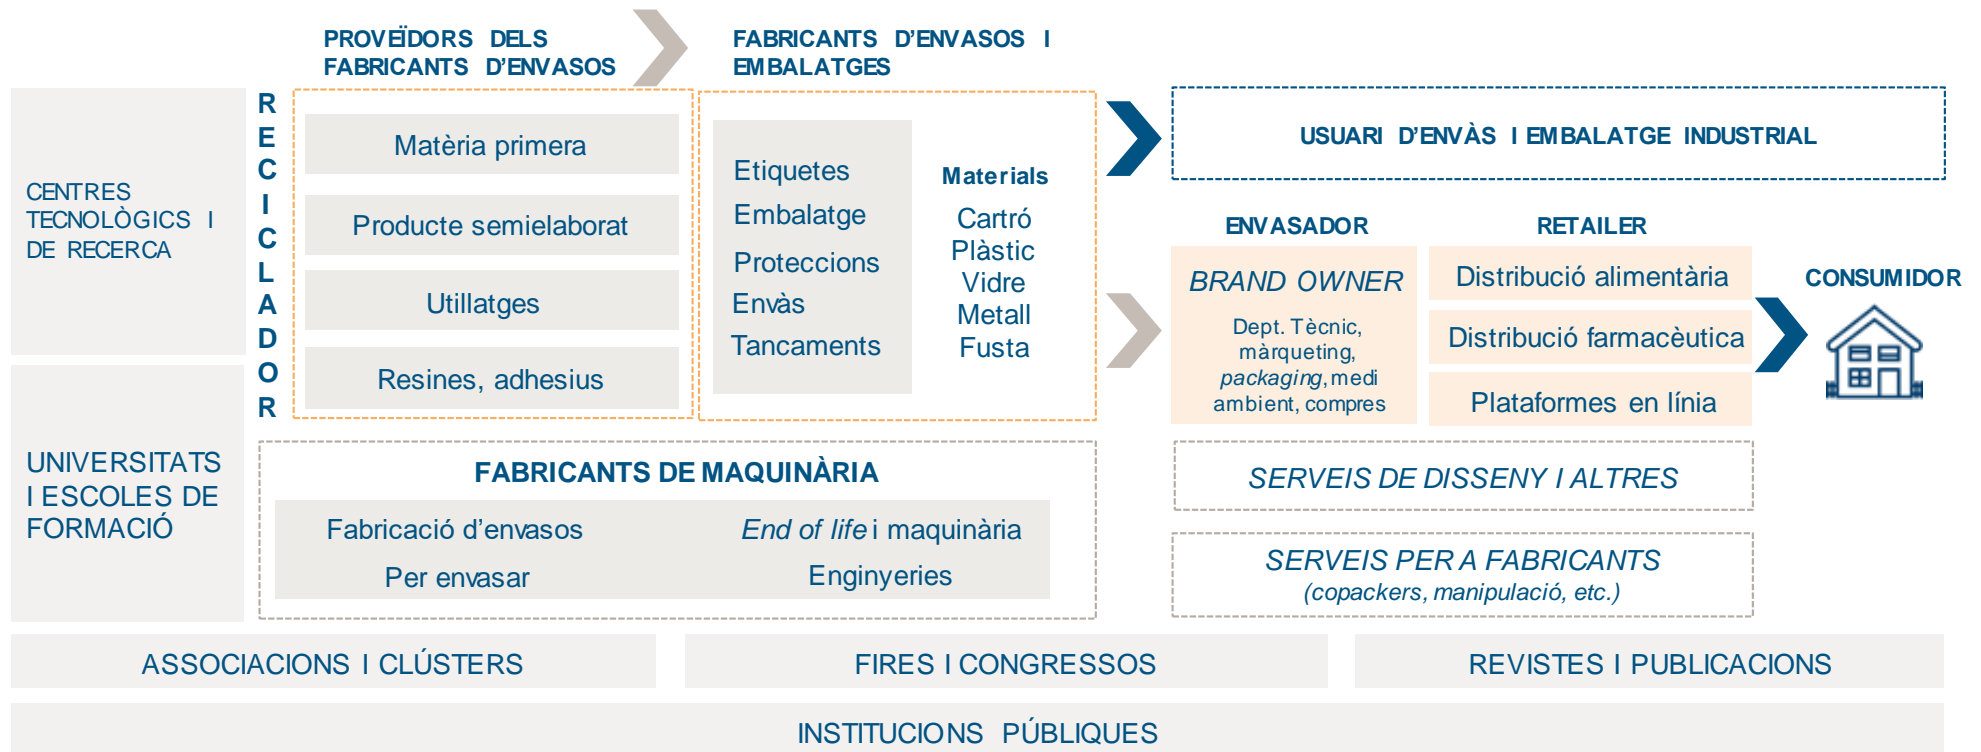 PROVEÏDORS DELS
FABRICANTS D'ENVASOS
FABRICANTS D'ENVASOS I
EMBALATGES
CENTRES
TECNOLÒGICS I
DE RECERCA
UNIVERSITATS
I ESCOLES DE
FORMACIÓ
RECICLADOR
Matèria primera
Producte semielaborat
Utillatges
Resines, adhesius
Etiquetes
Embalatge
Proteccions
Envàs
Tancaments
Materials
Cartró
Plàstic
Vidre
Metall
Fusta
USUARI D'ENVÀS I EMBALATGE INDUSTRIAL
ENVASADOR
BRAND OWNER
Dept. Tècnic,
màrqueting,
packaging, medi
ambient, compres
RETAILER
Distribució alimentària
Distribució farmacèutica
Plataformes en línia
CONSUMIDOR
FABRICANTS DE MAQUINÀRIA
Fabricació d'envasos
Per envasar
End of life i maquinària
Enginyeries
SERVEIS DE DISSENY I ALTRES
SERVEIS PER A FABRICANTS
(copackers, manipulació, etc.)
ASSOCIACIONS I CLÚSTERS
FIRES I CONGRESSOS
REVISTES I PUBLICACIONS
INSTITUCIONS PÚBLIQUES